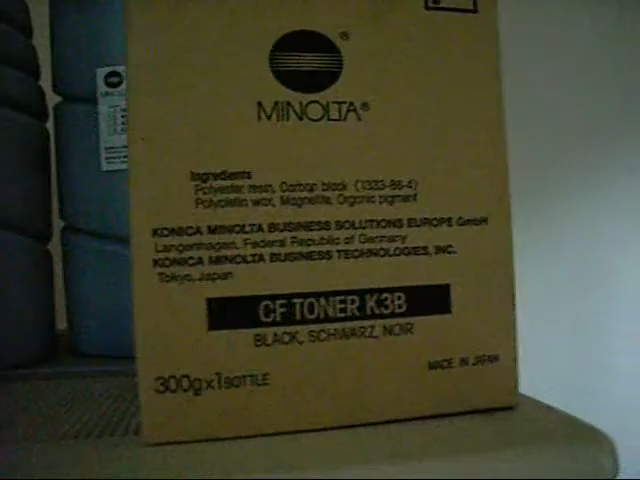 MINOLTA®
Ingredients
Polyester resin, Carbon black (1333-86-4)
Polyolefin wax, Magnetite, Organic pigment
KONICA MINOLTA BUSINESS SOLUTIONS EUROPE GmbH
Langenhagen, Federal Republic of Germany
KONICA MINOLTA BUSINESS TECHNOLOGIES, INC.
Tokyo, Japan
CF TONER K3B
BLACK, SCHWARZ, NOIR
300g×1 BOTTLE
MADE IN JAPAN